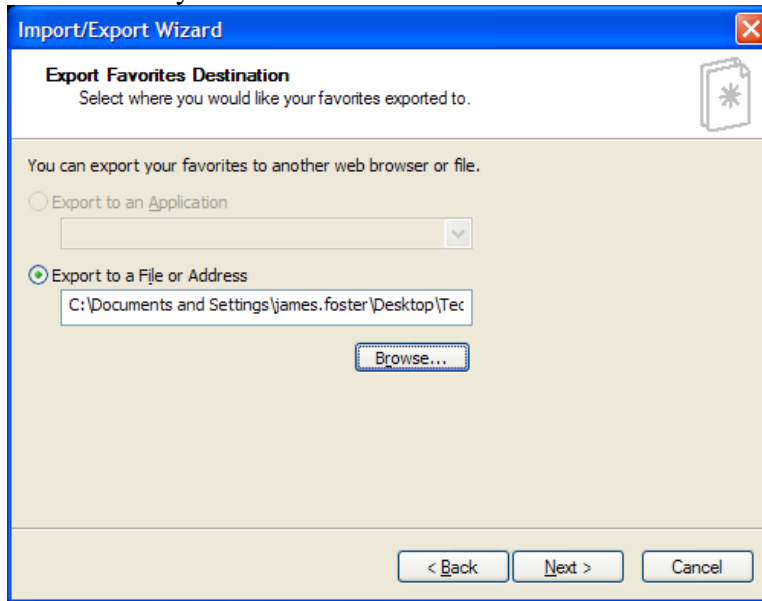 Import/Export Wizard
Export Favorites Destination
Select where you would like your favorites exported to.
You can export your favorites to another web browser or file.
Export to an Application
Export to a File or Address
C:\Documents and Settings\james.foster\Desktop\Tec
Browse...
< Back Next > Cancel